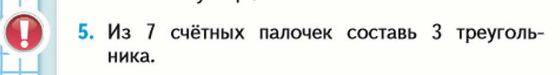 5. Из 7 счётных палочек составь 3 треуголь-
ника.